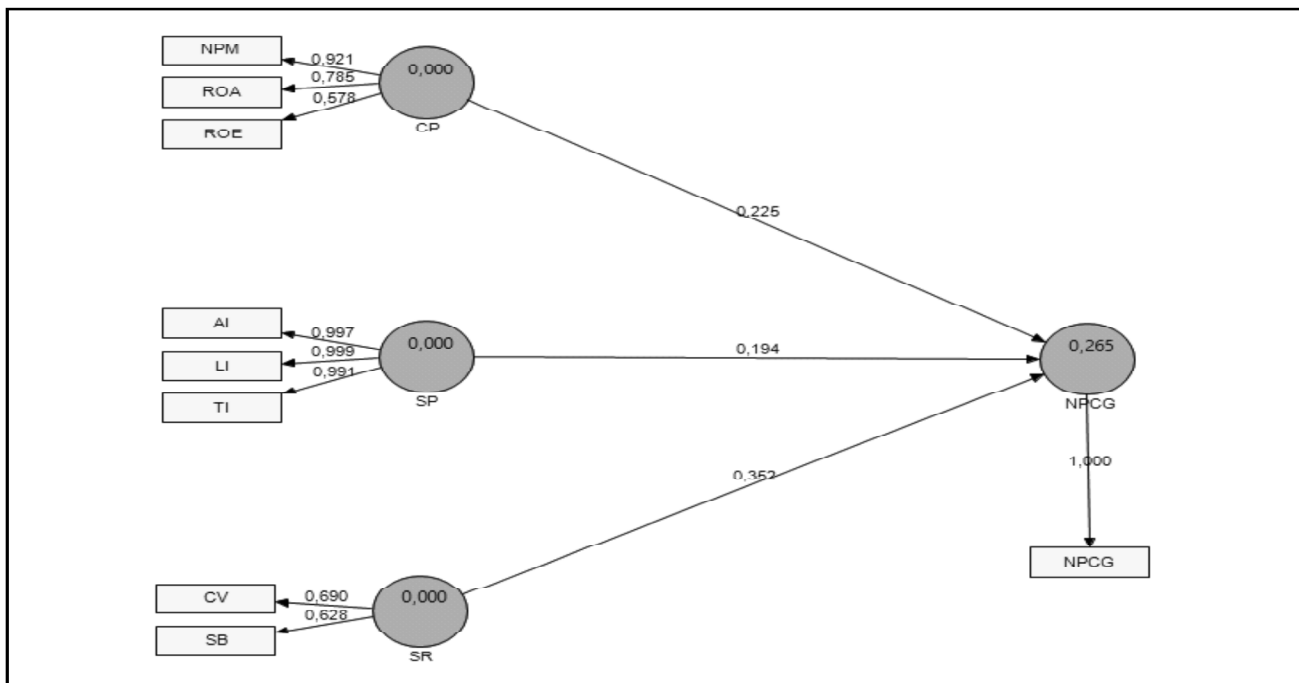 NPM
0,921
0,000
ROA
0,785
ROE
0,578
CP
0,225
AI
0,997
0,000
LI
0,999
TI
0,991
SP
0,194
0,265
NPCG
1,000
NPCG
0,352
CV
0,690
0,000
SB
0,628
SR